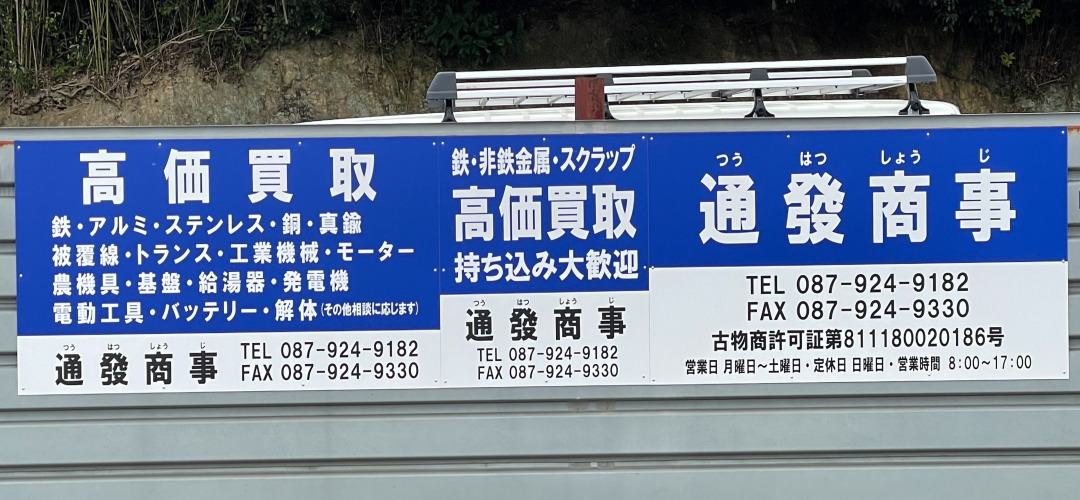 高価買取
鉄・アルミ・ステンレス・銅・真鍮
被覆線・トランス・工業機械・モーター
農機具・基盤・給湯器・発電機
電動工具・バッテリー・解体(その他相談に応じます)
つう はつ しょう じ
通發商事
TEL 087-924-9182
FAX 087-924-9330
鉄・非鉄金属・スクラップ
高価買取
持ち込み大歓迎
つう はつ しょう じ
通發商事
TEL 087-924-9182
FAX 087-924-9330
つう はつ しょう じ
通發商事
TEL 087-924-9182
FAX 087-924-9330
古物商許可証第811180020186号
営業日 月曜日〜土曜日・定休日 日曜日・営業時間 8:00〜17:00